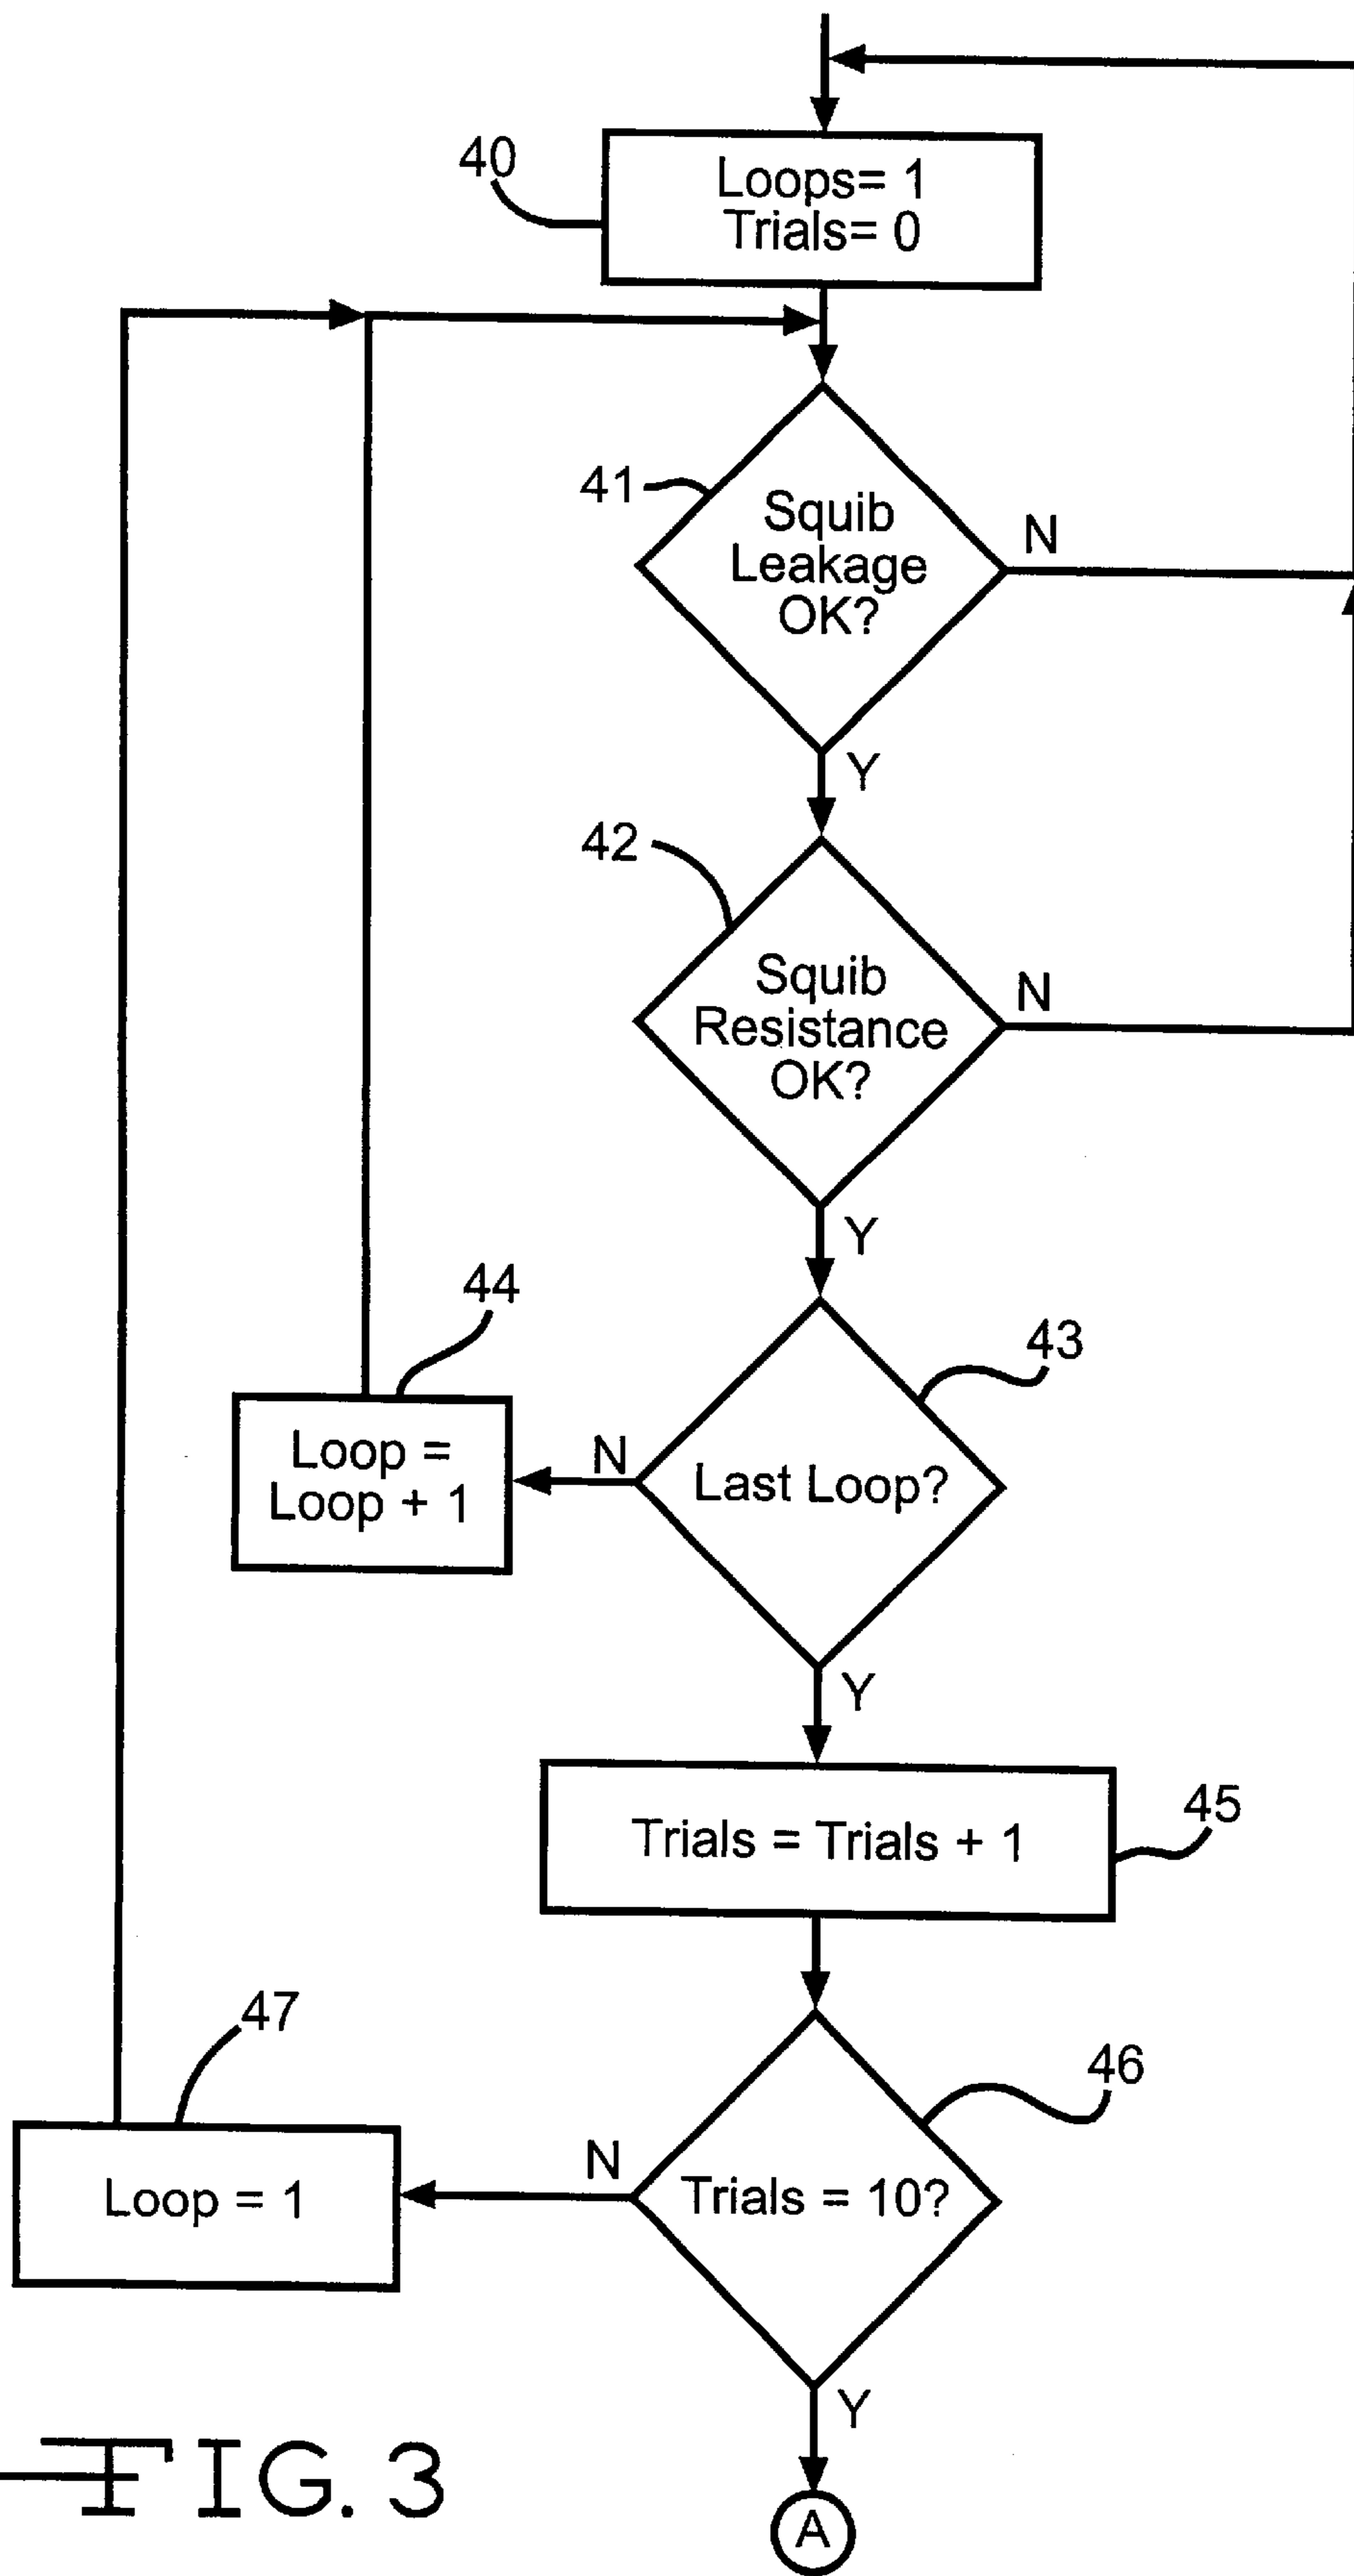 40
Loops= 1
Trials= 0
41
Squib
Leakage
OK?
N
Y
42
Squib
Resistance
OK?
N
Y
44
43
Loop =
Loop + 1
N
Last Loop?
Y
Trials = Trials + 1
45
47
46
Loop = 1
N
Trials = 10?
Y
FIG. 3
A